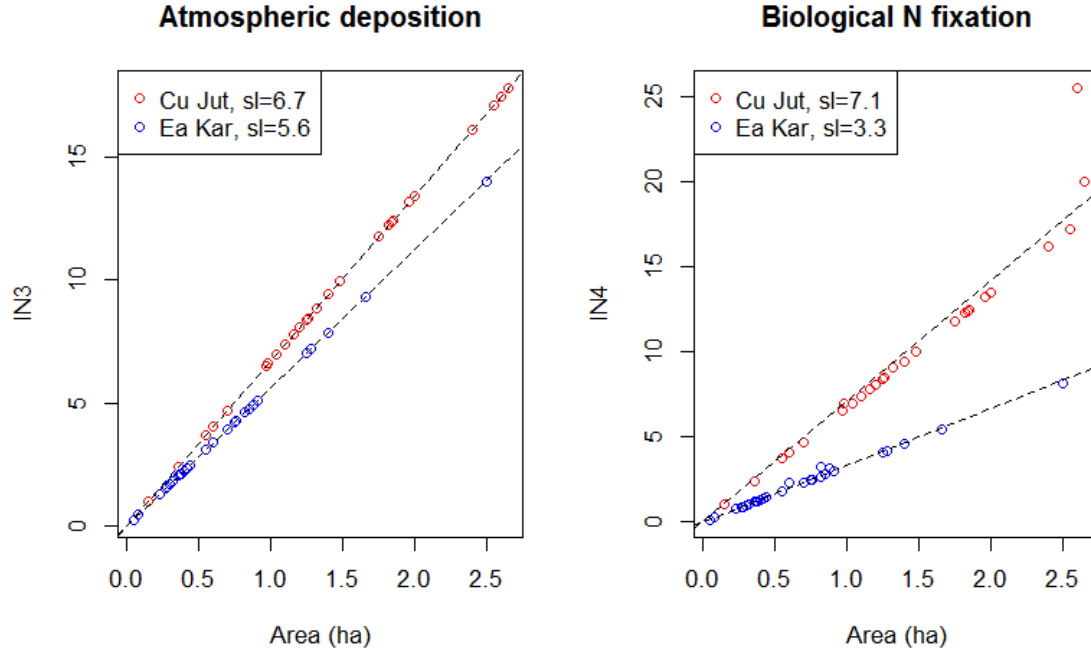 Atmospheric deposition
Cu Jut, sl=6.7
Ea Kar, sl=5.6
15
10
5
0
IN3
0.0 0.5 1.0 1.5 2.0 2.5
Area (ha)
Biological N fixation
Cu Jut, sl=7.1
Ea Kar, sl=3.3
25
20
15
10
5
0
IN4
0.0 0.5 1.0 1.5 2.0 2.5
Area (ha)